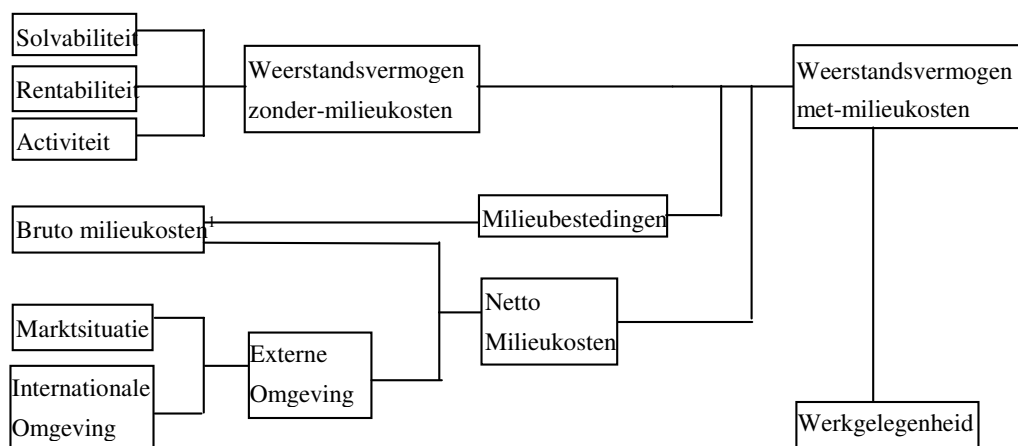 Solvabiliteit
Rentabiliteit
Activiteit
Weerstandsvermogen
zonder-milieukosten
Weerstandsvermogen
met-milieukosten
Bruto milieukosten¹
Milieubestedingen
Netto
Milieukosten
Marktsituatie
Internationale
Omgeving
Externe
Omgeving
Werkgelegenheid